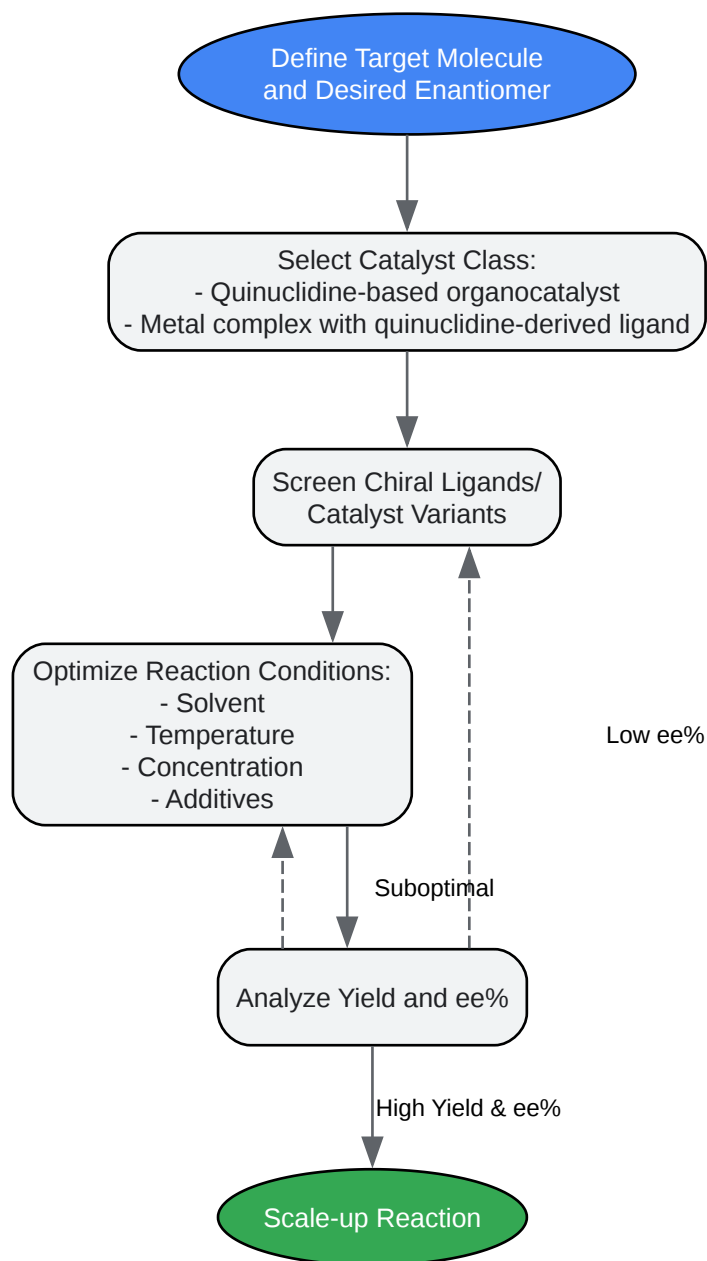 Define Target Molecule
and Desired Enantiomer
Select Catalyst Class:
- Quinuclidine-based organocatalyst
- Metal complex with quinuclidine-derived ligand
Screen Chiral Ligands/
Catalyst Variants
Optimize Reaction Conditions:
- Solvent
- Temperature
- Concentration
- Additives
Low ee%
Suboptimal
Analyze Yield and ee%
High Yield & ee%
Scale-up Reaction